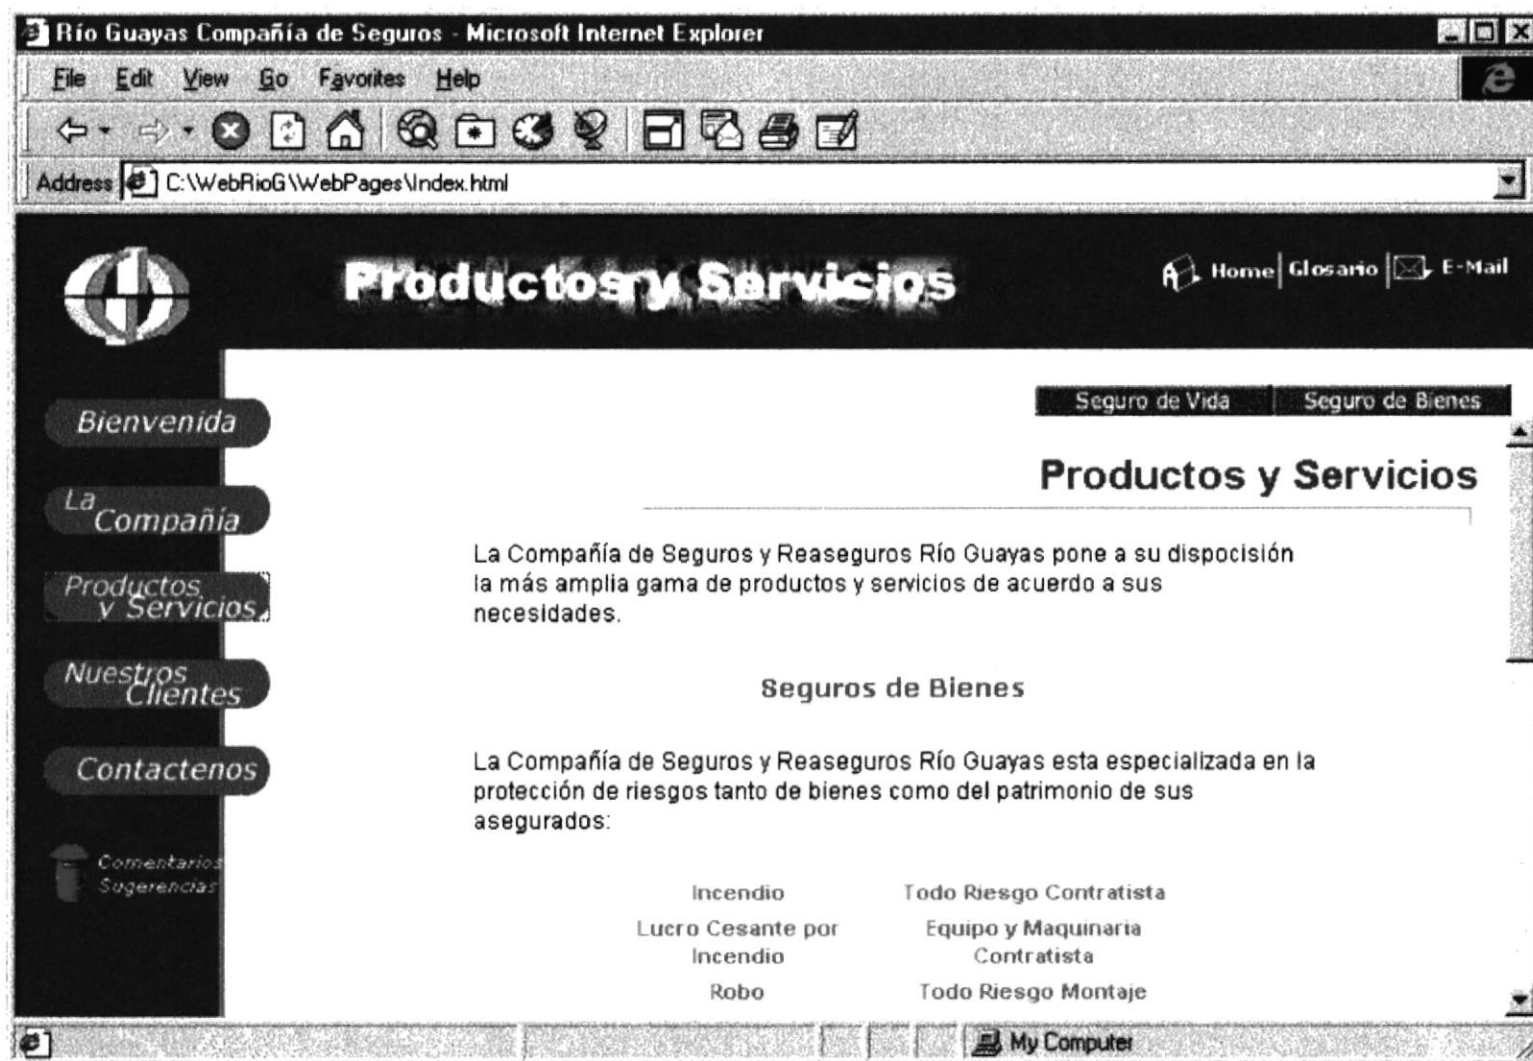 Río Guayas Compañía de Seguros - Microsoft Internet Explorer
File Edit View Go Favorites Help
Address C:\WebRioG\WebPages\Index.html
Productos y Servicios
Home Glosario E-Mail
Bienvenida
La
Compañía
Productos
y Servicios
Nuestros
Clientes
Contactenos
Comentarios
Sugerencias
Seguro de Vida Seguro de Bienes
Productos y Servicios
La Compañía de Seguros y Reaseguros Río Guayas pone a su dispocisión
la más amplia gama de productos y servicios de acuerdo a sus
necesidades.
Seguros de Bienes
La Compañía de Seguros y Reaseguros Río Guayas esta especializada en la
protección de riesgos tanto de bienes como del patrimonio de sus
asegurados:
Incendio Todo Riesgo Contratista
Lucro Cesante por Equipo y Maquinaria
Incendio Contratista
Robo Todo Riesgo Montaje
My Computer